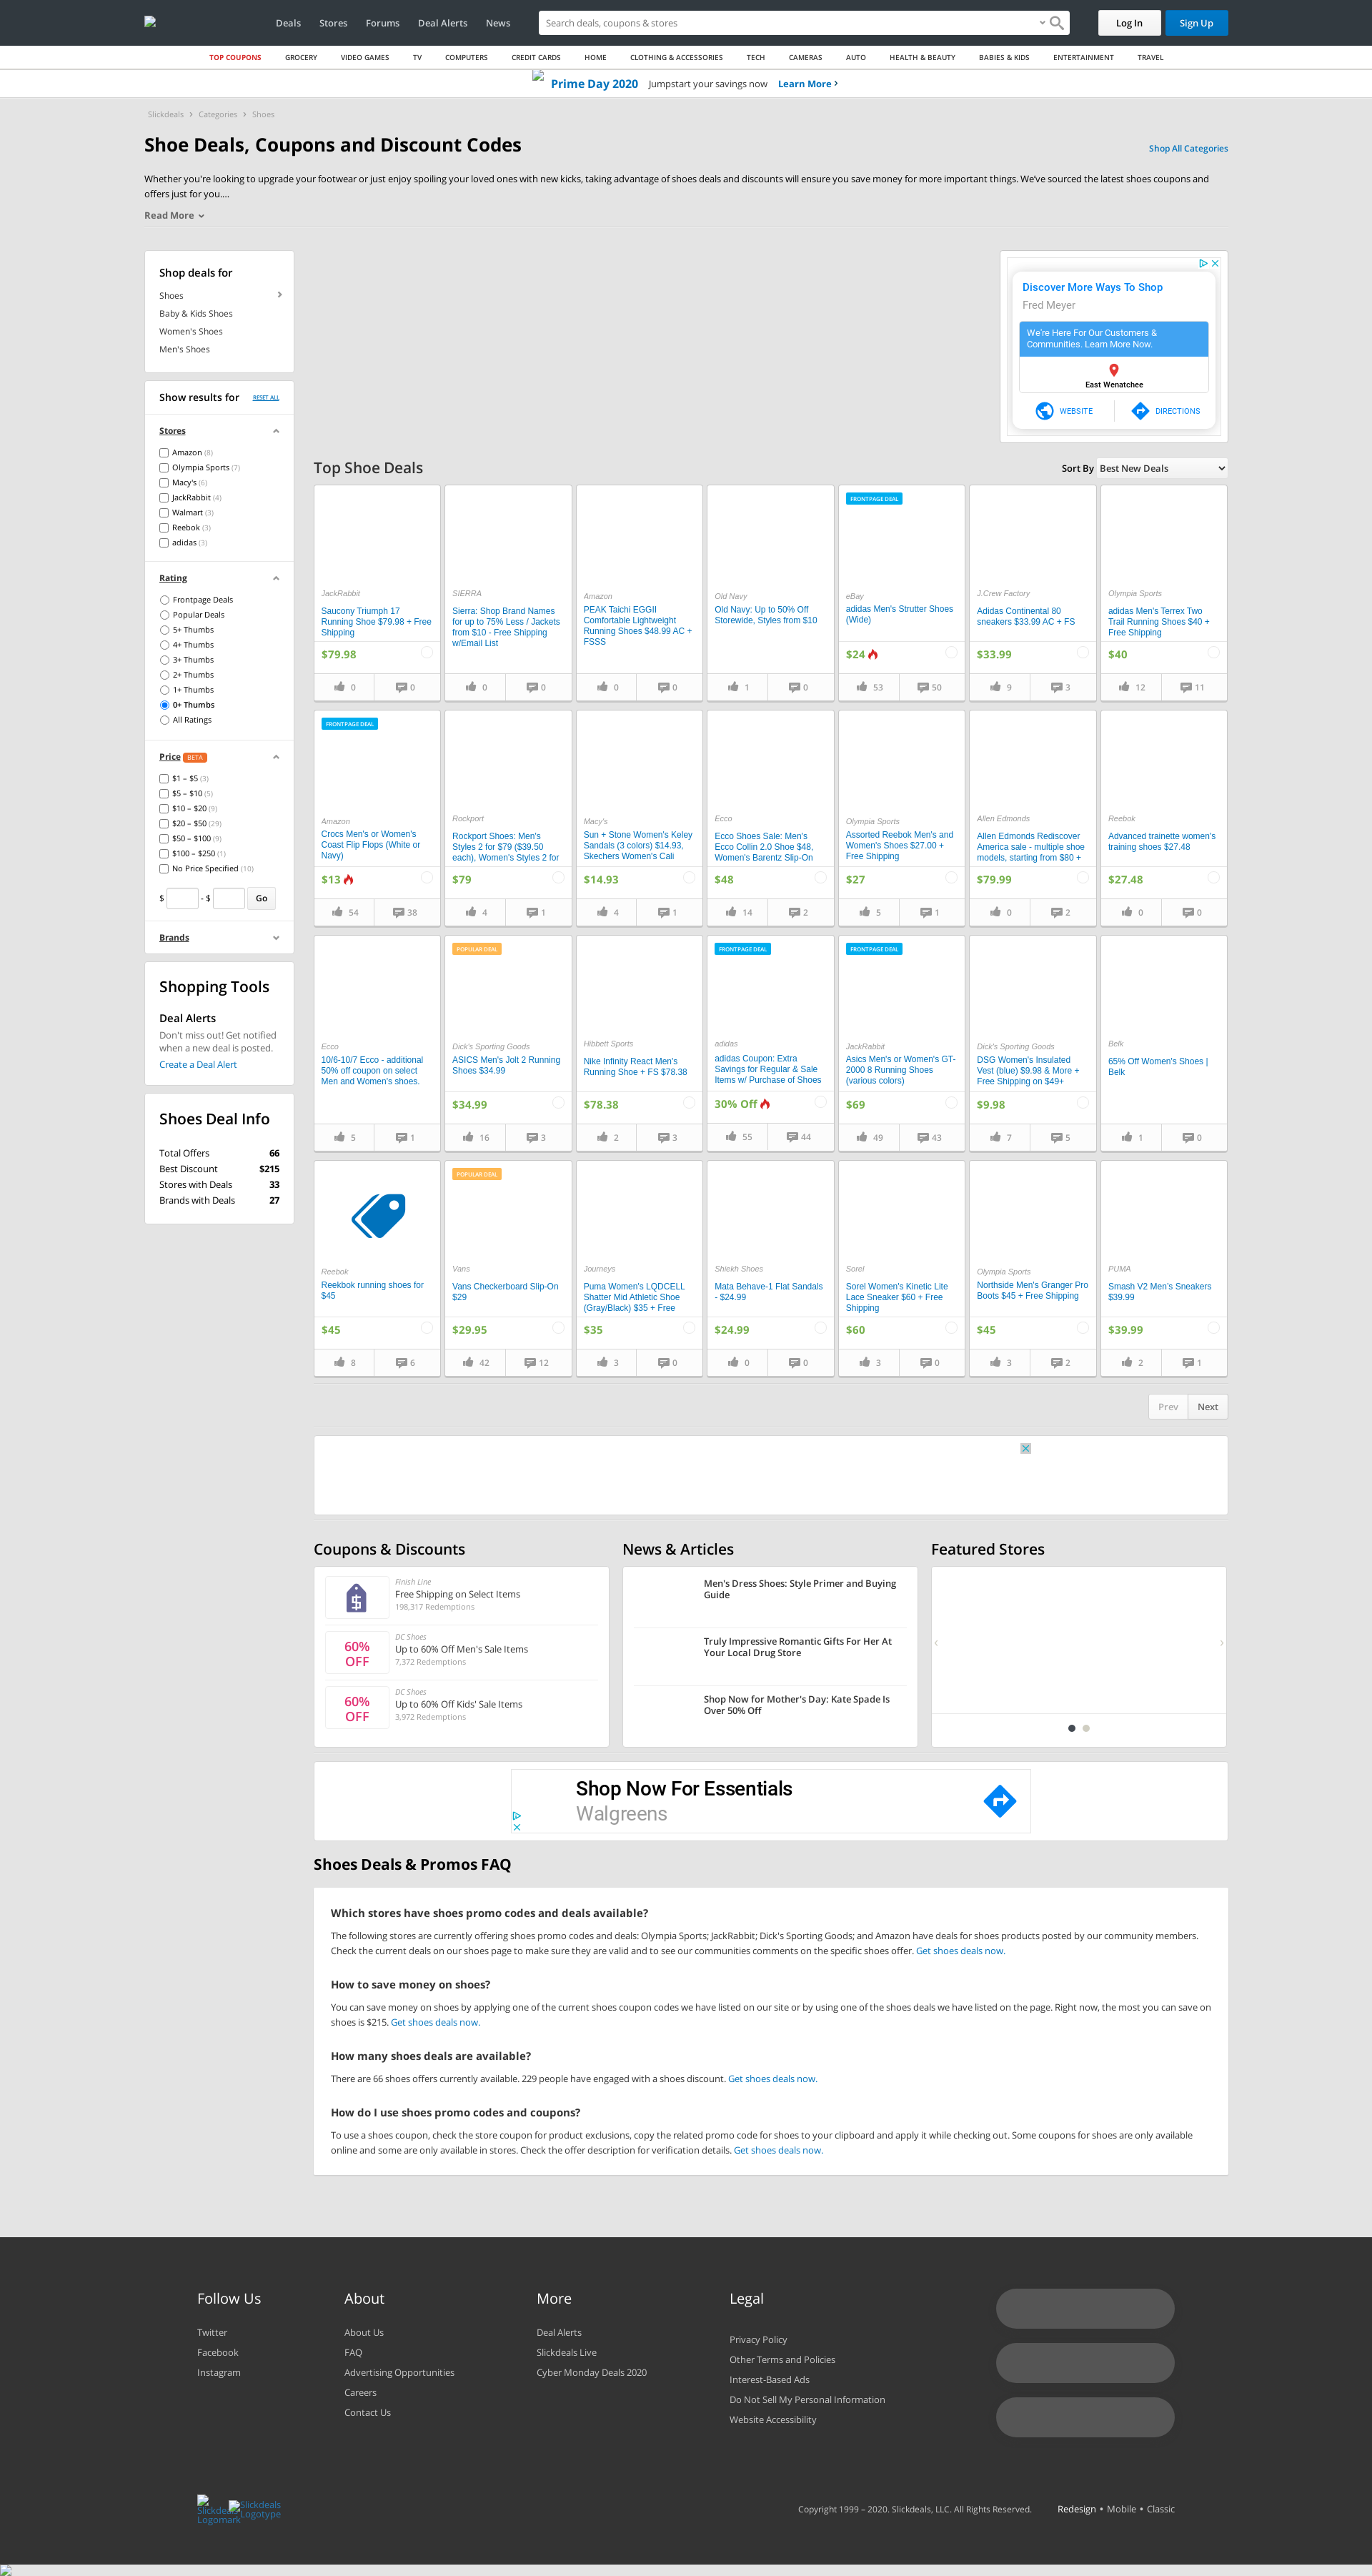 Deals Stores Forums Deal Alerts News Search deals, coupons & stores Log In Sign Up
TOP COUPONS GROCERY VIDEO GAMES TV COMPUTERS CREDIT CARDS HOME CLOTHING & ACCESSORIES TECH CAMERAS AUTO HEALTH & BEAUTY BABIES & KIDS ENTERTAINMENT TRAVEL
Prime Day 2020 Jumpstart your savings now Learn More
Slickdeals Categories Shoes
Shoe Deals, Coupons and Discount Codes
Shop All Categories
Whether you're looking to upgrade your footwear or just enjoy spoiling your loved ones with new kicks, taking advantage of shoes deals and discounts will ensure you save money for more important things. We've sourced the latest shoes coupons and
offers just for you....
Read More
Shop deals for
Shoes
Baby & Kids Shoes
Women's Shoes
Men's Shoes
Show results for RESET ALL
Stores
Amazon (8)
Olympia Sports (7)
Macy's (6)
JackRabbit (4)
Walmart (3)
Reebok (3)
adidas (3)
Rating
Frontpage Deals
Popular Deals
5+ Thumbs
4+ Thumbs
3+ Thumbs
2+ Thumbs
1+ Thumbs
0+ Thumbs
All Ratings
Price BETA
$1 – $5 (3)
$5 – $10 (5)
$10 – $20 (9)
$20 – $50 (29)
$50 – $100 (9)
$100 – $250 (1)
No Price Specified (10)
$ - $ Go
Brands
Shopping Tools
Deal Alerts
Don't miss out! Get notified
when a new deal is posted.
Create a Deal Alert
Shoes Deal Info
Total Offers 66
Best Discount $215
Stores with Deals 33
Brands with Deals 27
Discover More Ways To Shop
Fred Meyer
We're Here For Our Customers &
Communities. Learn More Now.
East Wenatchee
WEBSITE DIRECTIONS
Top Shoe Deals
Sort By Best New Deals
JackRabbit
Saucony Triumph 17
Running Shoe $79.98 + Free
Shipping
$79.98
0 0
SIERRA
Sierra: Shop Brand Names
for up to 75% Less / Jackets
from $10 - Free Shipping
w/Email List
0 0
Amazon
PEAK Taichi EGGII
Comfortable Lightweight
Running Shoes $48.99 AC +
FSSS
0 0
Old Navy
Old Navy: Up to 50% Off
Storewide, Styles from $10
1 0
FRONTPAGE DEAL
eBay
adidas Men's Strutter Shoes
(Wide)
$24
53 50
J.Crew Factory
Adidas Continental 80
sneakers $33.99 AC + FS
$33.99
9 3
Olympia Sports
adidas Men's Terrex Two
Trail Running Shoes $40 +
Free Shipping
$40
12 11
FRONTPAGE DEAL
Amazon
Crocs Men's or Women's
Coast Flip Flops (White or
Navy)
$13
54 38
Rockport
Rockport Shoes: Men's
Styles 2 for $79 ($39.50
each), Women's Styles 2 for
$79
4 1
Macy's
Sun + Stone Women's Keley
Sandals (3 colors) $14.93,
Skechers Women's Cali
$14.93
4 1
Ecco
Ecco Shoes Sale: Men's
Ecco Collin 2.0 Shoe $48,
Women's Barentz Slip-On
$48
14 2
Olympia Sports
Assorted Reebok Men's and
Women's Shoes $27.00 +
Free Shipping
$27
5 1
Allen Edmonds
Allen Edmonds Rediscover
America sale - multiple shoe
models, starting from $80 +
$79.99
0 2
Reebok
Advanced trainette women's
training shoes $27.48
$27.48
0 0
Ecco
10/6-10/7 Ecco - additional
50% off coupon on select
Men and Women's shoes.
5 1
POPULAR DEAL
Dick's Sporting Goods
ASICS Men's Jolt 2 Running
Shoes $34.99
$34.99
16 3
Hibbett Sports
Nike Infinity React Men's
Running Shoe + FS $78.38
$78.38
2 3
FRONTPAGE DEAL
adidas
adidas Coupon: Extra
Savings for Regular & Sale
Items w/ Purchase of Shoes
30% Off
55 44
FRONTPAGE DEAL
JackRabbit
Asics Men's or Women's GT-
2000 8 Running Shoes
(various colors)
$69
49 43
Dick's Sporting Goods
DSG Women's Insulated
Vest (blue) $9.98 & More +
Free Shipping on $49+
$9.98
7 5
Belk
65% Off Women's Shoes |
Belk
1 0
Reebok
Reekbok running shoes for
$45
$45
8 6
POPULAR DEAL
Vans
Vans Checkerboard Slip-On
$29
$29.95
42 12
Journeys
Puma Women's LQDCELL
Shatter Mid Athletic Shoe
(Gray/Black) $35 + Free
$35
3 0
Shiekh Shoes
Mata Behave-1 Flat Sandals
- $24.99
$24.99
0 0
Sorel
Sorel Women's Kinetic Lite
Lace Sneaker $60 + Free
Shipping
$60
3 0
Olympia Sports
Northside Men's Granger Pro
Boots $45 + Free Shipping
$45
3 2
PUMA
Smash V2 Men's Sneakers
$39.99
$39.99
2 1
Prev Next
Coupons & Discounts
Finish Line
Free Shipping on Select Items
198,317 Redemptions
60%
OFF
DC Shoes
Up to 60% Off Men's Sale Items
7,372 Redemptions
60%
OFF
DC Shoes
Up to 60% Off Kids' Sale Items
3,972 Redemptions
News & Articles
Men's Dress Shoes: Style Primer and Buying
Guide
Truly Impressive Romantic Gifts For Her At
Your Local Drug Store
Shop Now for Mother's Day: Kate Spade Is
Over 50% Off
Featured Stores
Shop Now For Essentials
Walgreens
Shoes Deals & Promos FAQ
Which stores have shoes promo codes and deals available?
The following stores are currently offering shoes promo codes and deals: Olympia Sports; JackRabbit; Dick's Sporting Goods; and Amazon have deals for shoes products posted by our community members.
Check the current deals on our shoes page to make sure they are valid and to see our communities comments on the specific shoes offer. Get shoes deals now.
How to save money on shoes?
You can save money on shoes by applying one of the current shoes coupon codes we have listed on our site or by using one of the shoes deals we have listed on the page. Right now, the most you can save on
shoes is $215. Get shoes deals now.
How many shoes deals are available?
There are 66 shoes offers currently available. 229 people have engaged with a shoes discount. Get shoes deals now.
How do I use shoes promo codes and coupons?
To use a shoes coupon, check the store coupon for product exclusions, copy the related promo code for shoes to your clipboard and apply it while checking out. Some coupons for shoes are only available
online and some are only available in stores. Check the offer description for verification details. Get shoes deals now.
Follow Us
Twitter
Facebook
Instagram
About
About Us
FAQ
Advertising Opportunities
Careers
Contact Us
More
Deal Alerts
Slickdeals Live
Cyber Monday Deals 2020
Legal
Privacy Policy
Other Terms and Policies
Interest-Based Ads
Do Not Sell My Personal Information
Website Accessibility
Slickdeals
Logomark
Slickdeals
Logotype
Copyright 1999 – 2020. Slickdeals, LLC. All Rights Reserved. Redesign • Mobile • Classic